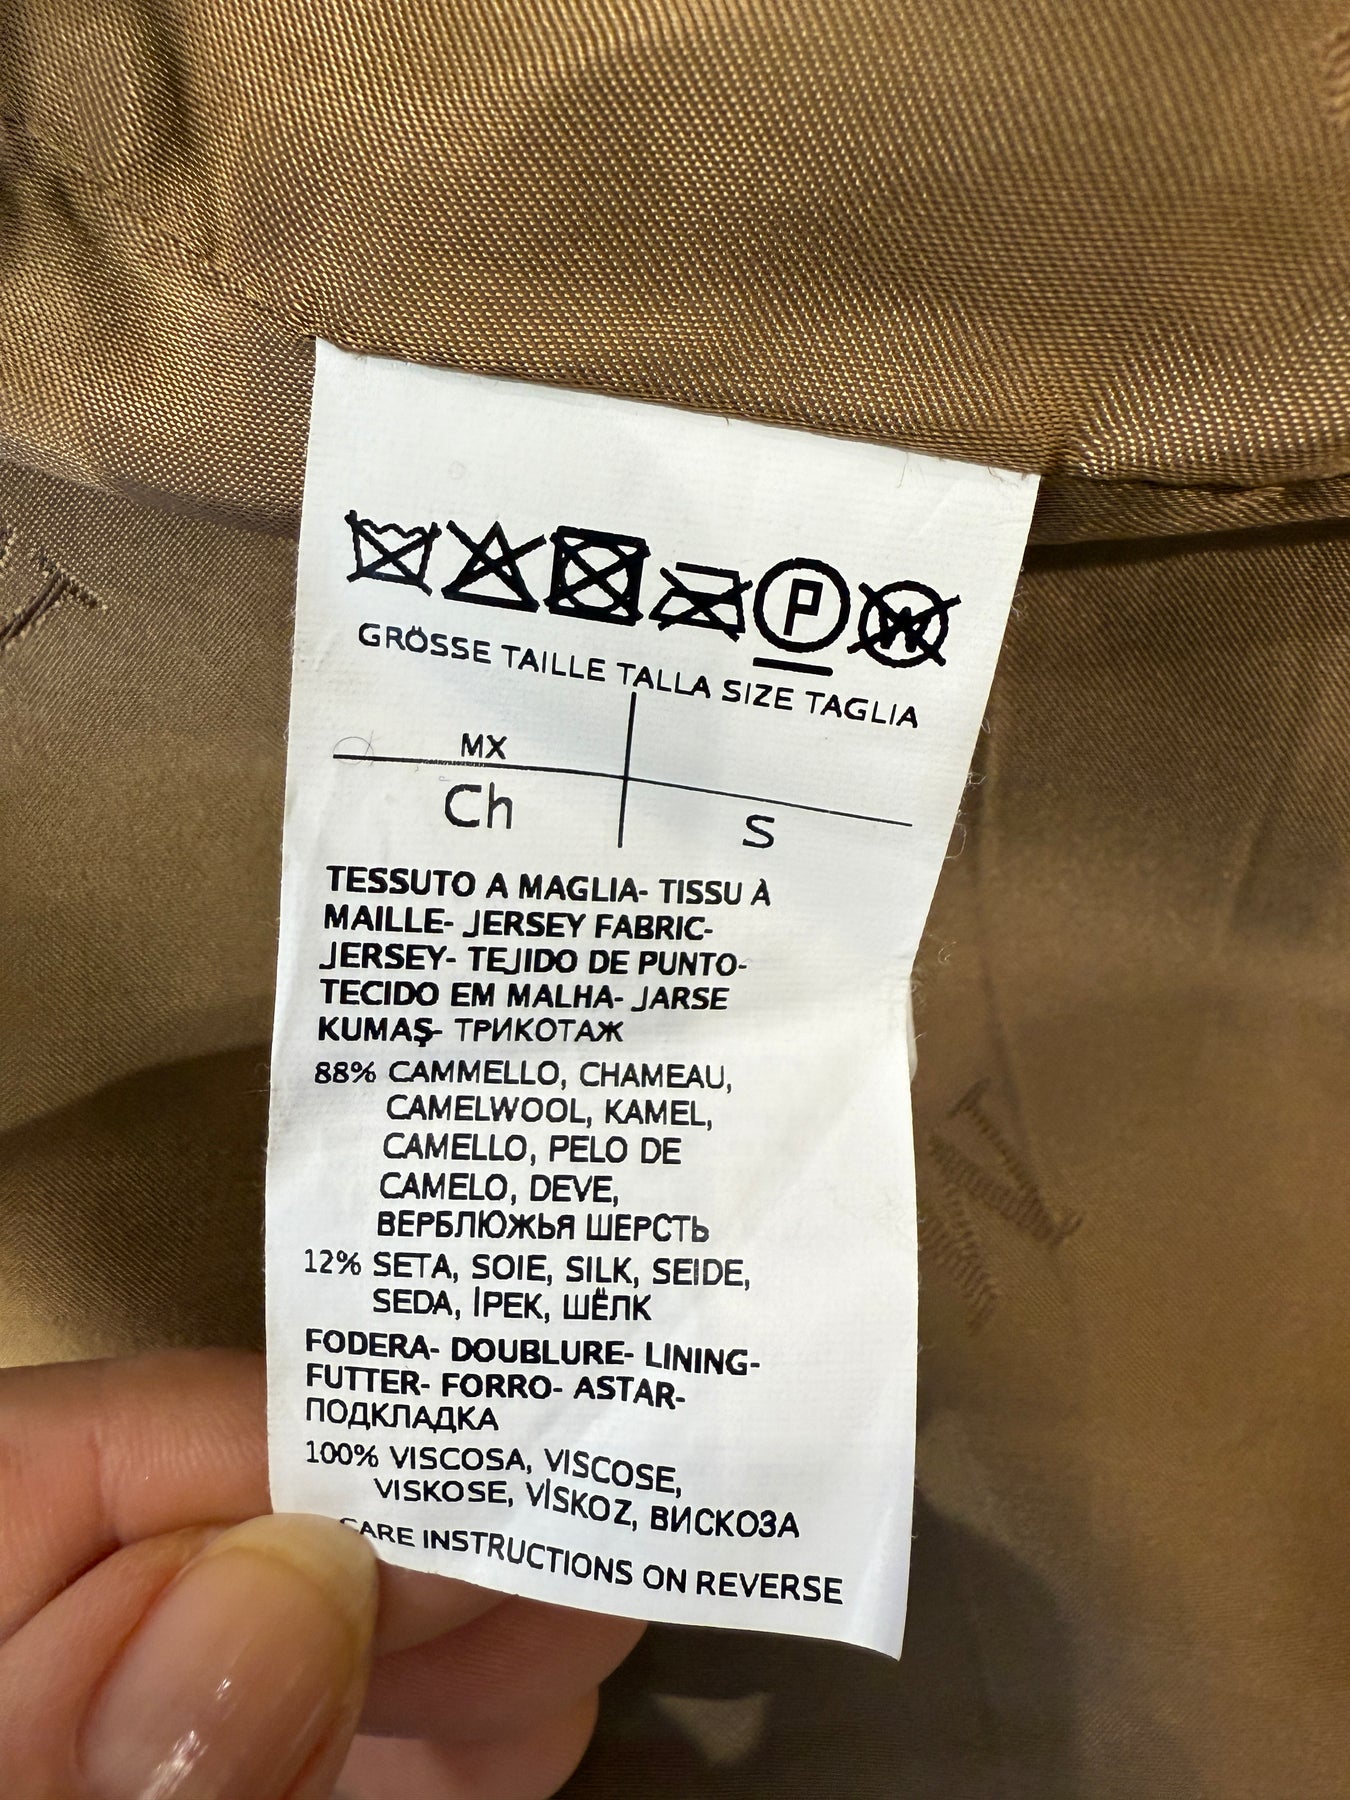 P W
GRÖSSE TAILLE TALLA SIZE TAGLIA
MX
Ch S
TESSUTO A MAGLIA- TISSU À
MAILLE- JERSEY FABRIC-
JERSEY- TEJIDO DE PUNTO-
TECIDO EM MALHA- JARSE
KUMAŞ- ТРИКОТАЖ
88% CAMMELLO, CHAMEAU,
CAMELWOOL, KAMEL,
CAMELLO, PELO DE
CAMELO, DEVE,
ВЕРБЛЮЖЬЯ ШЕРСТЬ
12% SETA, SOIE, SILK, SEIDE,
SEDA, İPEK, ШЁЛК
FODERA- DOUBLURE- LINING-
FUTTER- FORRO- ASTAR-
ПОДКЛАДКА
100% VISCOSA, VISCOSE,
VISKOSE, VİSKOZ, ВИСКОЗА
CARE INSTRUCTIONS ON REVERSE